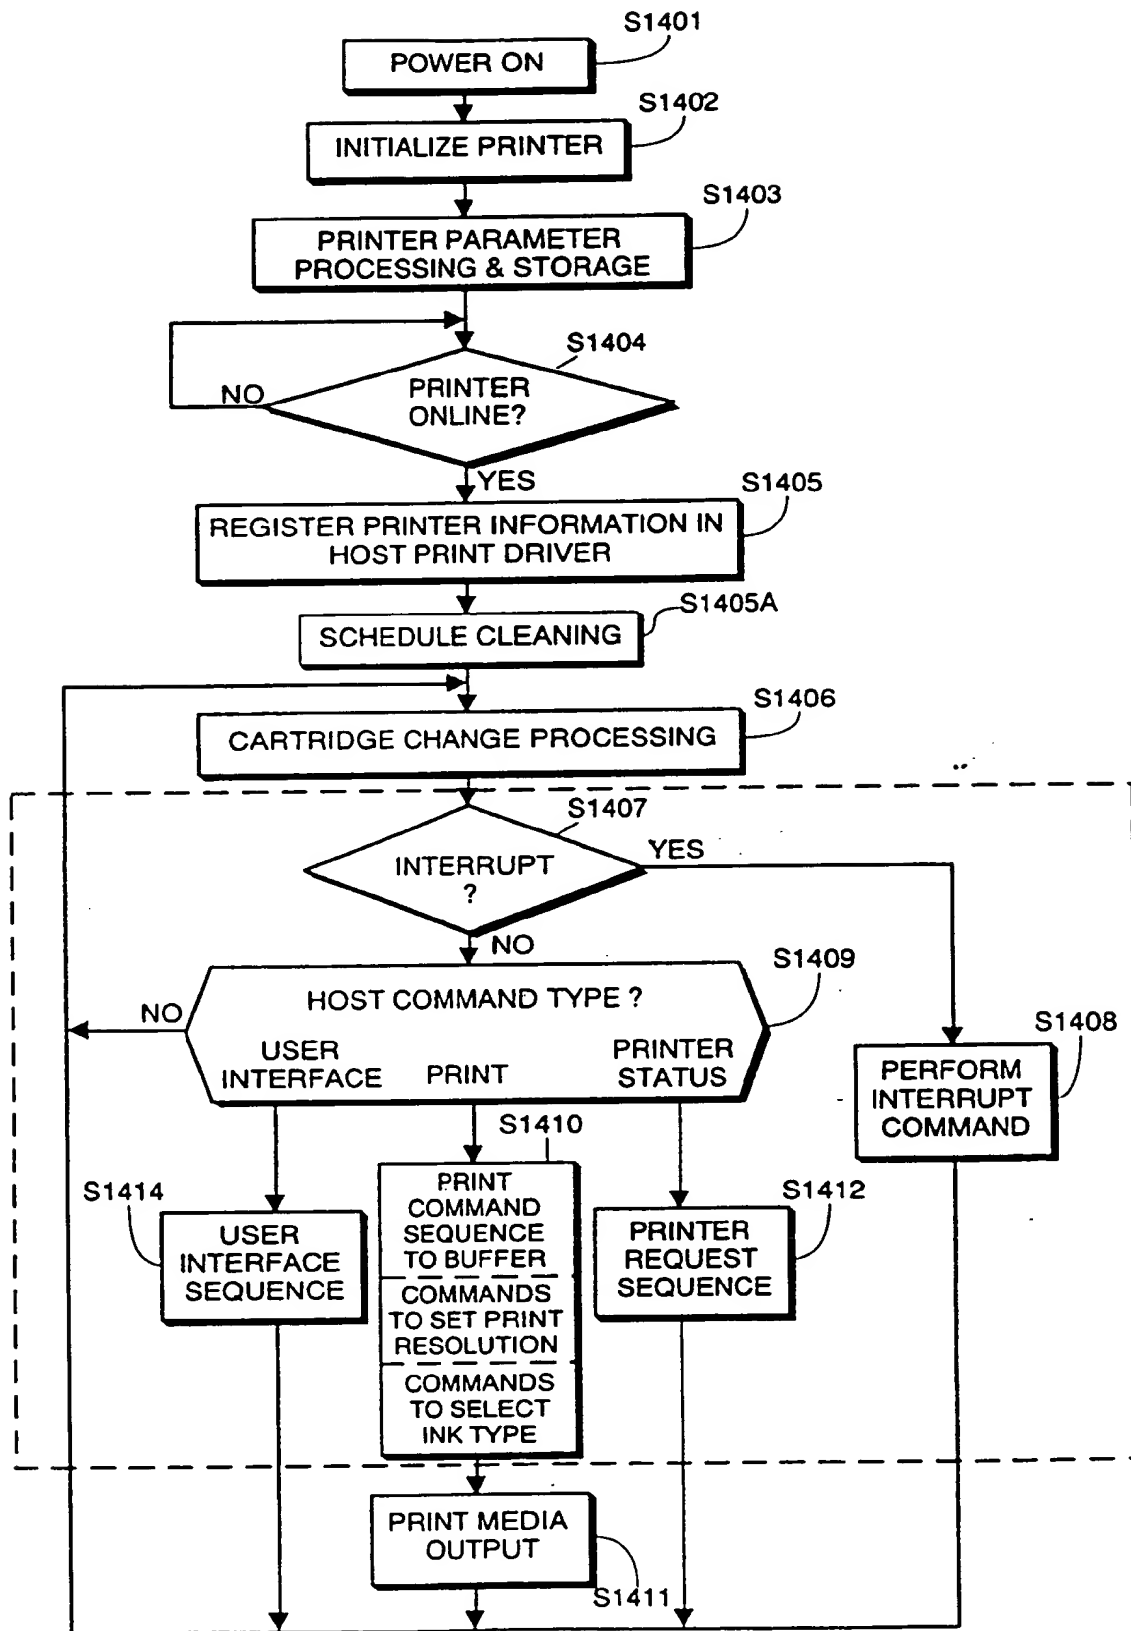 S1401
POWER ON
S1402
INITIALIZE PRINTER
S1403
PRINTER PARAMETER
PROCESSING & STORAGE
S1404
NO
PRINTER
ONLINE?
YES
S1405
REGISTER PRINTER INFORMATION IN
HOST PRINT DRIVER
S1405A
SCHEDULE CLEANING
S1406
CARTRIDGE CHANGE PROCESSING
S1407
YES
INTERRUPT
?
NO
S1409
NO
HOST COMMAND TYPE ?
USER
INTERFACE
PRINT
PRINTER
STATUS
S1408
PERFORM
INTERRUPT
COMMAND
S1410
S1414
USER
INTERFACE
SEQUENCE
PRINT
COMMAND
SEQUENCE
TO BUFFER
COMMANDS
TO SET PRINT
RESOLUTION
COMMANDS
TO SELECT
INK TYPE
S1412
PRINTER
REQUEST
SEQUENCE
PRINT MEDIA
OUTPUT
S1411